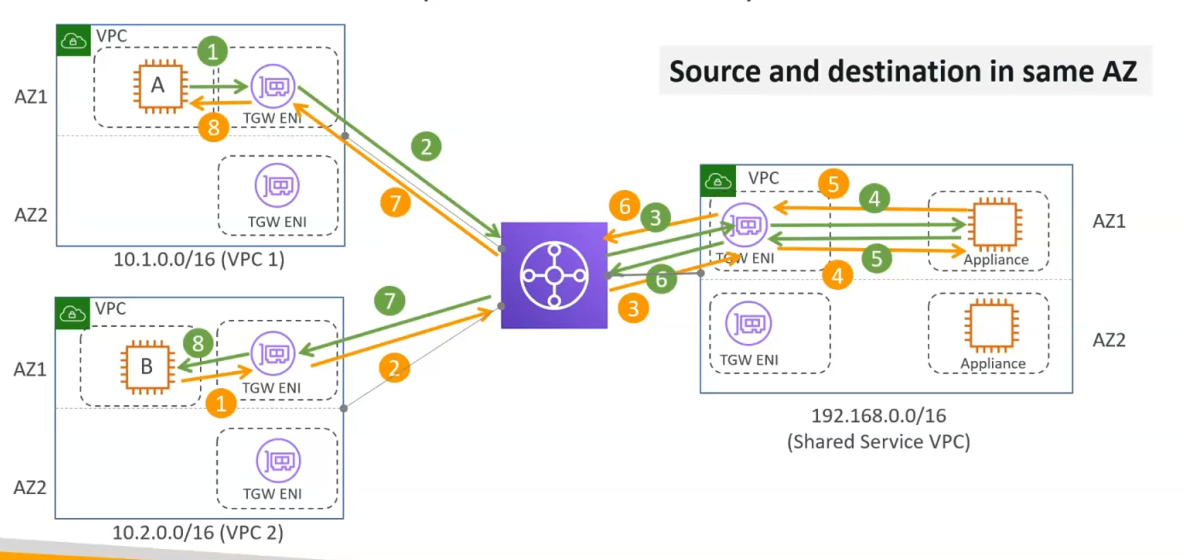 Source and destination in same AZ
VPC
1
AZ1
A
TGW ENI
8
2
7
AZ2
TGW ENI
10.1.0.0/16 (VPC 1)
VPC
7
8
AZ1
B
TGW ENI
2
1
AZ2
TGW ENI
10.2.0.0/16 (VPC 2)
VPC
5
4
6
3
AZ1
TGW ENI
Appliance
5
4
6
3
AZ2
TGW ENI
Appliance
192.168.0.0/16
(Shared Service VPC)